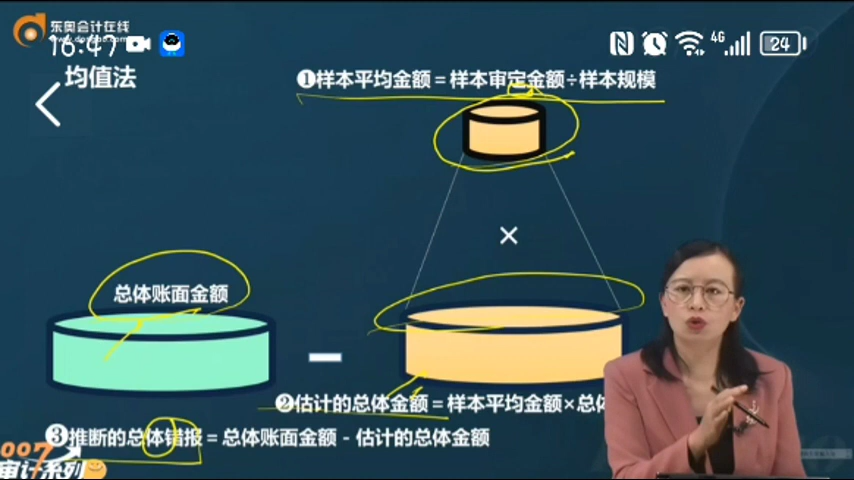 东奥会计在线
16:47
4G
24
均值法
❶样本平均金额=样本审定金额÷样本规模
×
总体账面金额
❷估计的总体金额=样本平均金额×总体
❸推断的总体错报=总体账面金额-估计的总体金额
007
审计系列